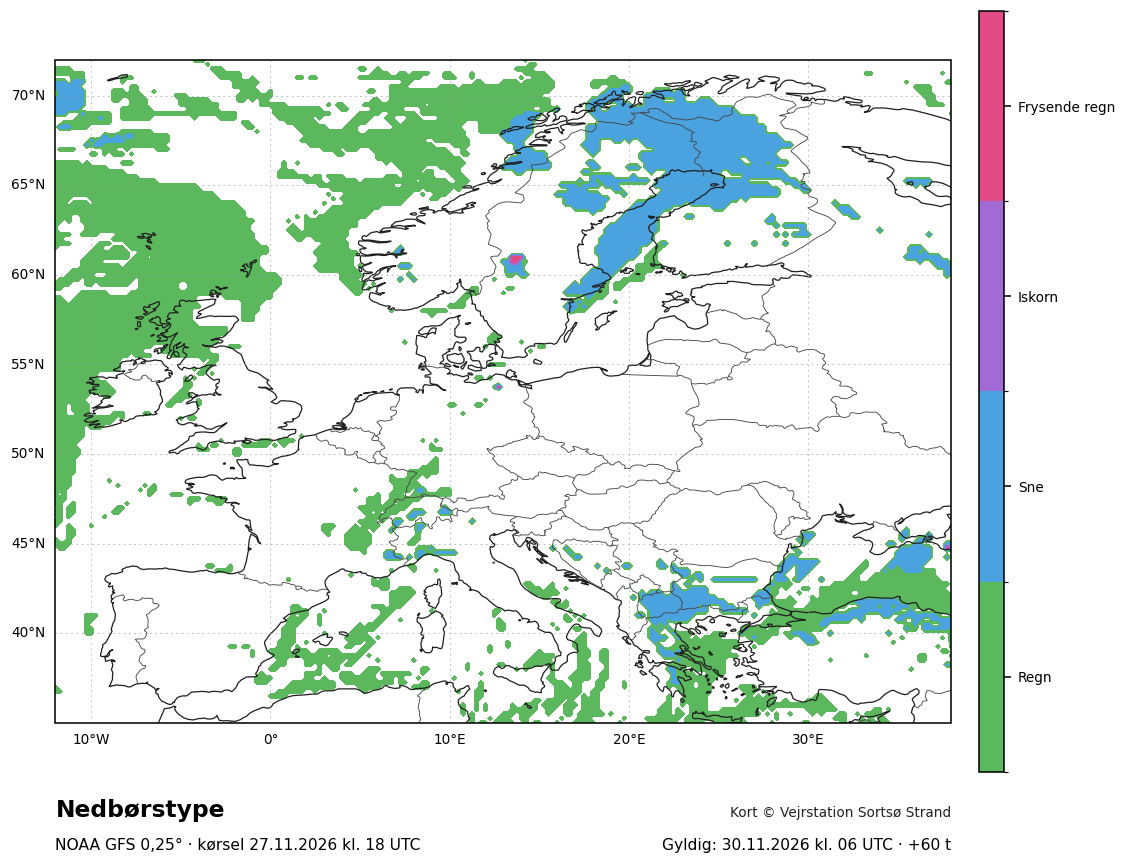 70°N
65°N
60°N
55°N
50°N
45°N
40°N
10°W
0°
10°E
20°E
30°E
Frysende regn
Iskorn
Sne
Regn
Nedbørstype
Kort © Vejrstation Sortsø Strand
NOAA GFS 0,25° · kørsel 27.11.2026 kl. 18 UTC
Gyldig: 30.11.2026 kl. 06 UTC · +60 t